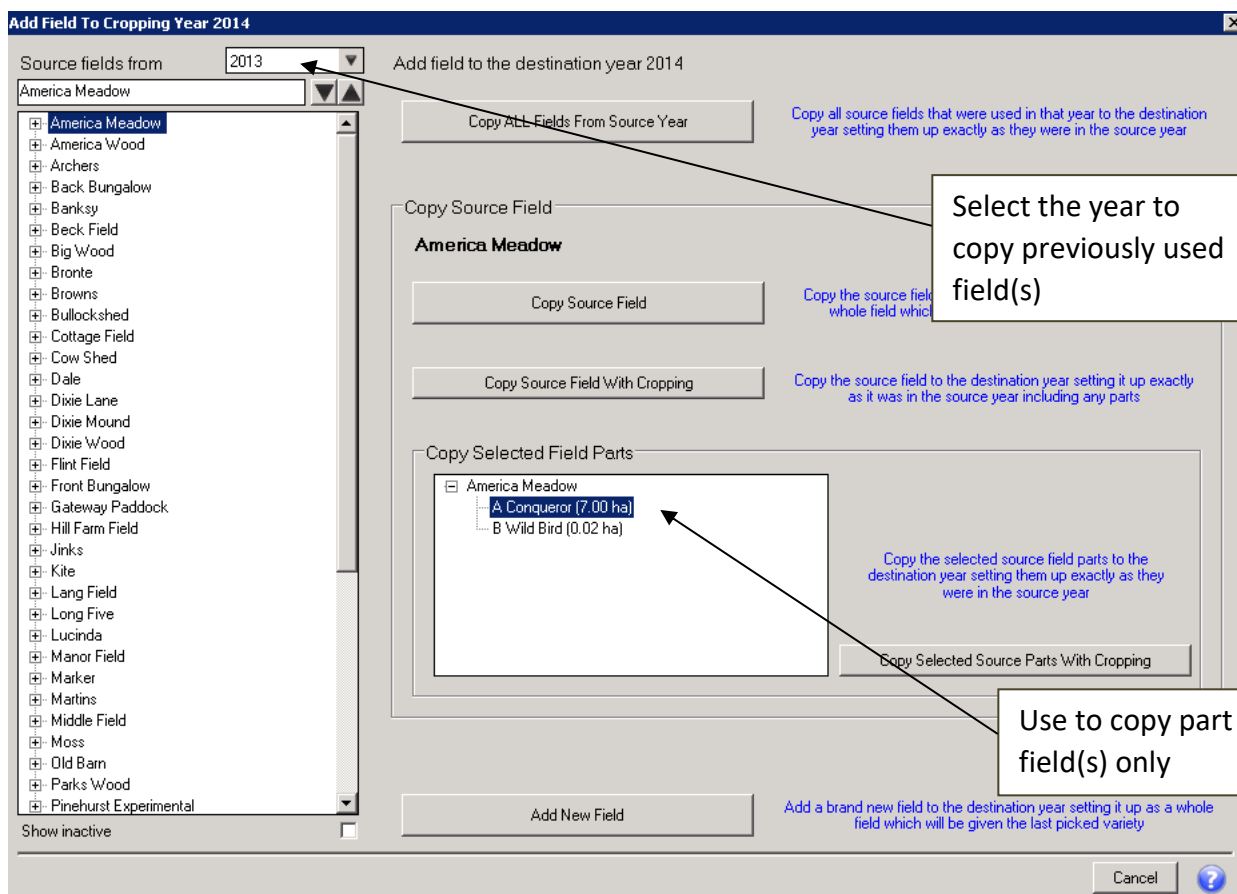 Add Field To Cropping Year 2014
Source fields from
2013
America Meadow
America Meadow
America Wood
Archers
Back Bungalow
Banksy
Beck Field
Big Wood
Bronte
Browns
Bullockshed
Cottage Field
Cow Shed
Dale
Dixie Lane
Dixie Mound
Dixie Wood
Flint Field
Front Bungalow
Gateway Paddock
Hill Farm Field
Jinks
Kite
Lang Field
Long Five
Lucinda
Manor Field
Marker
Martins
Middle Field
Moss
Old Barn
Parks Wood
Pinehurst Experimental
Show inactive
Add field to the destination year 2014
Copy ALL Fields From Source Year
Copy all source fields that were used in that year to the destination
year setting them up exactly as they were in the source year
Select the year to
copy previously used
field(s)
Copy Source Field
America Meadow
Copy Source Field
Copy the source
whole field
Copy Source Field With Cropping
Copy the source field to the destination year setting it up exactly
as it was in the source year including any parts
Copy Selected Field Parts
America Meadow
A Conqueror (7.00 ha)
B Wild Bird (0.02 ha)
Copy the selected source field parts to the
destination year setting them up exactly as they
were in the source year
Copy Selected Source Parts With Cropping
Use to copy part
field(s) only
Add New Field
Add a brand new field to the destination year setting it up as a whole
field which will be given the last picked variety
Cancel
?